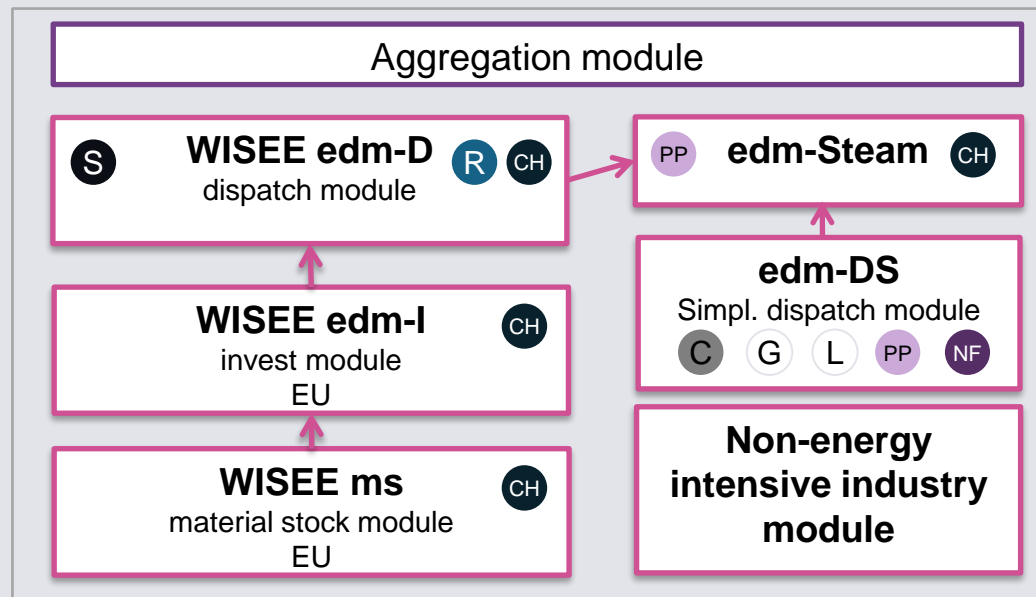 Aggregation module
S
WISEE edm-D
R
CH
dispatch module
PP
edm-Steam
CH
WISEE edm-I
CH
invest module
EU
edm-DS
Simpl. dispatch module
C
G
L
PP
NF
WISEE ms
CH
material stock module
EU
Non-energy
intensive industry
module